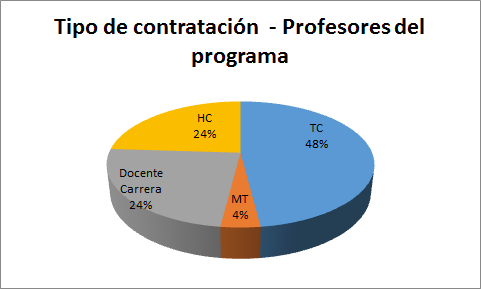 Tipo de contratación - Profesores del
programa
HC
24%
TC
48%
Docente
Carrera
24%
MT
4%